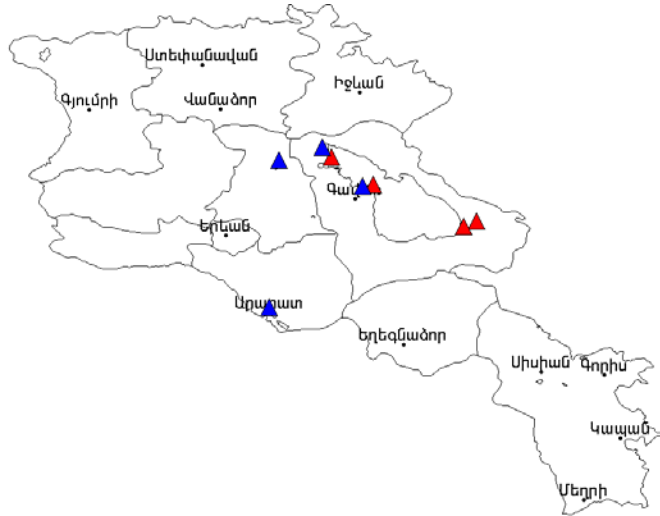 Ստեփանավան
Իջևան
Գյումրի
Վանաձոր
Երևան
Արարատ
Եղեգնաձոր
Սիսիան
Գորիս
Կապան
Մեղրի